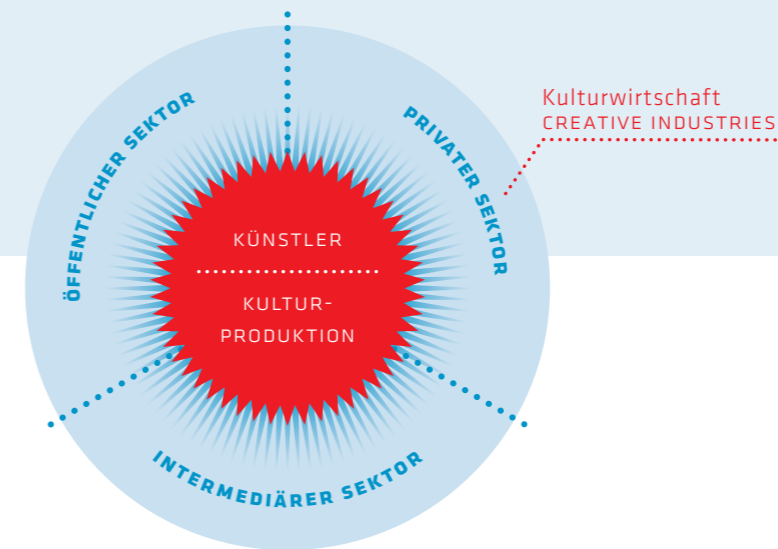 Kulturwirtschaft
CREATIVE INDUSTRIES
ÖFFENTLICHER SEKTOR
PRIVATER SEKTOR
KÜNSTLER
KULTUR-
PRODUKTION
INTERMEDIÄRER SEKTOR